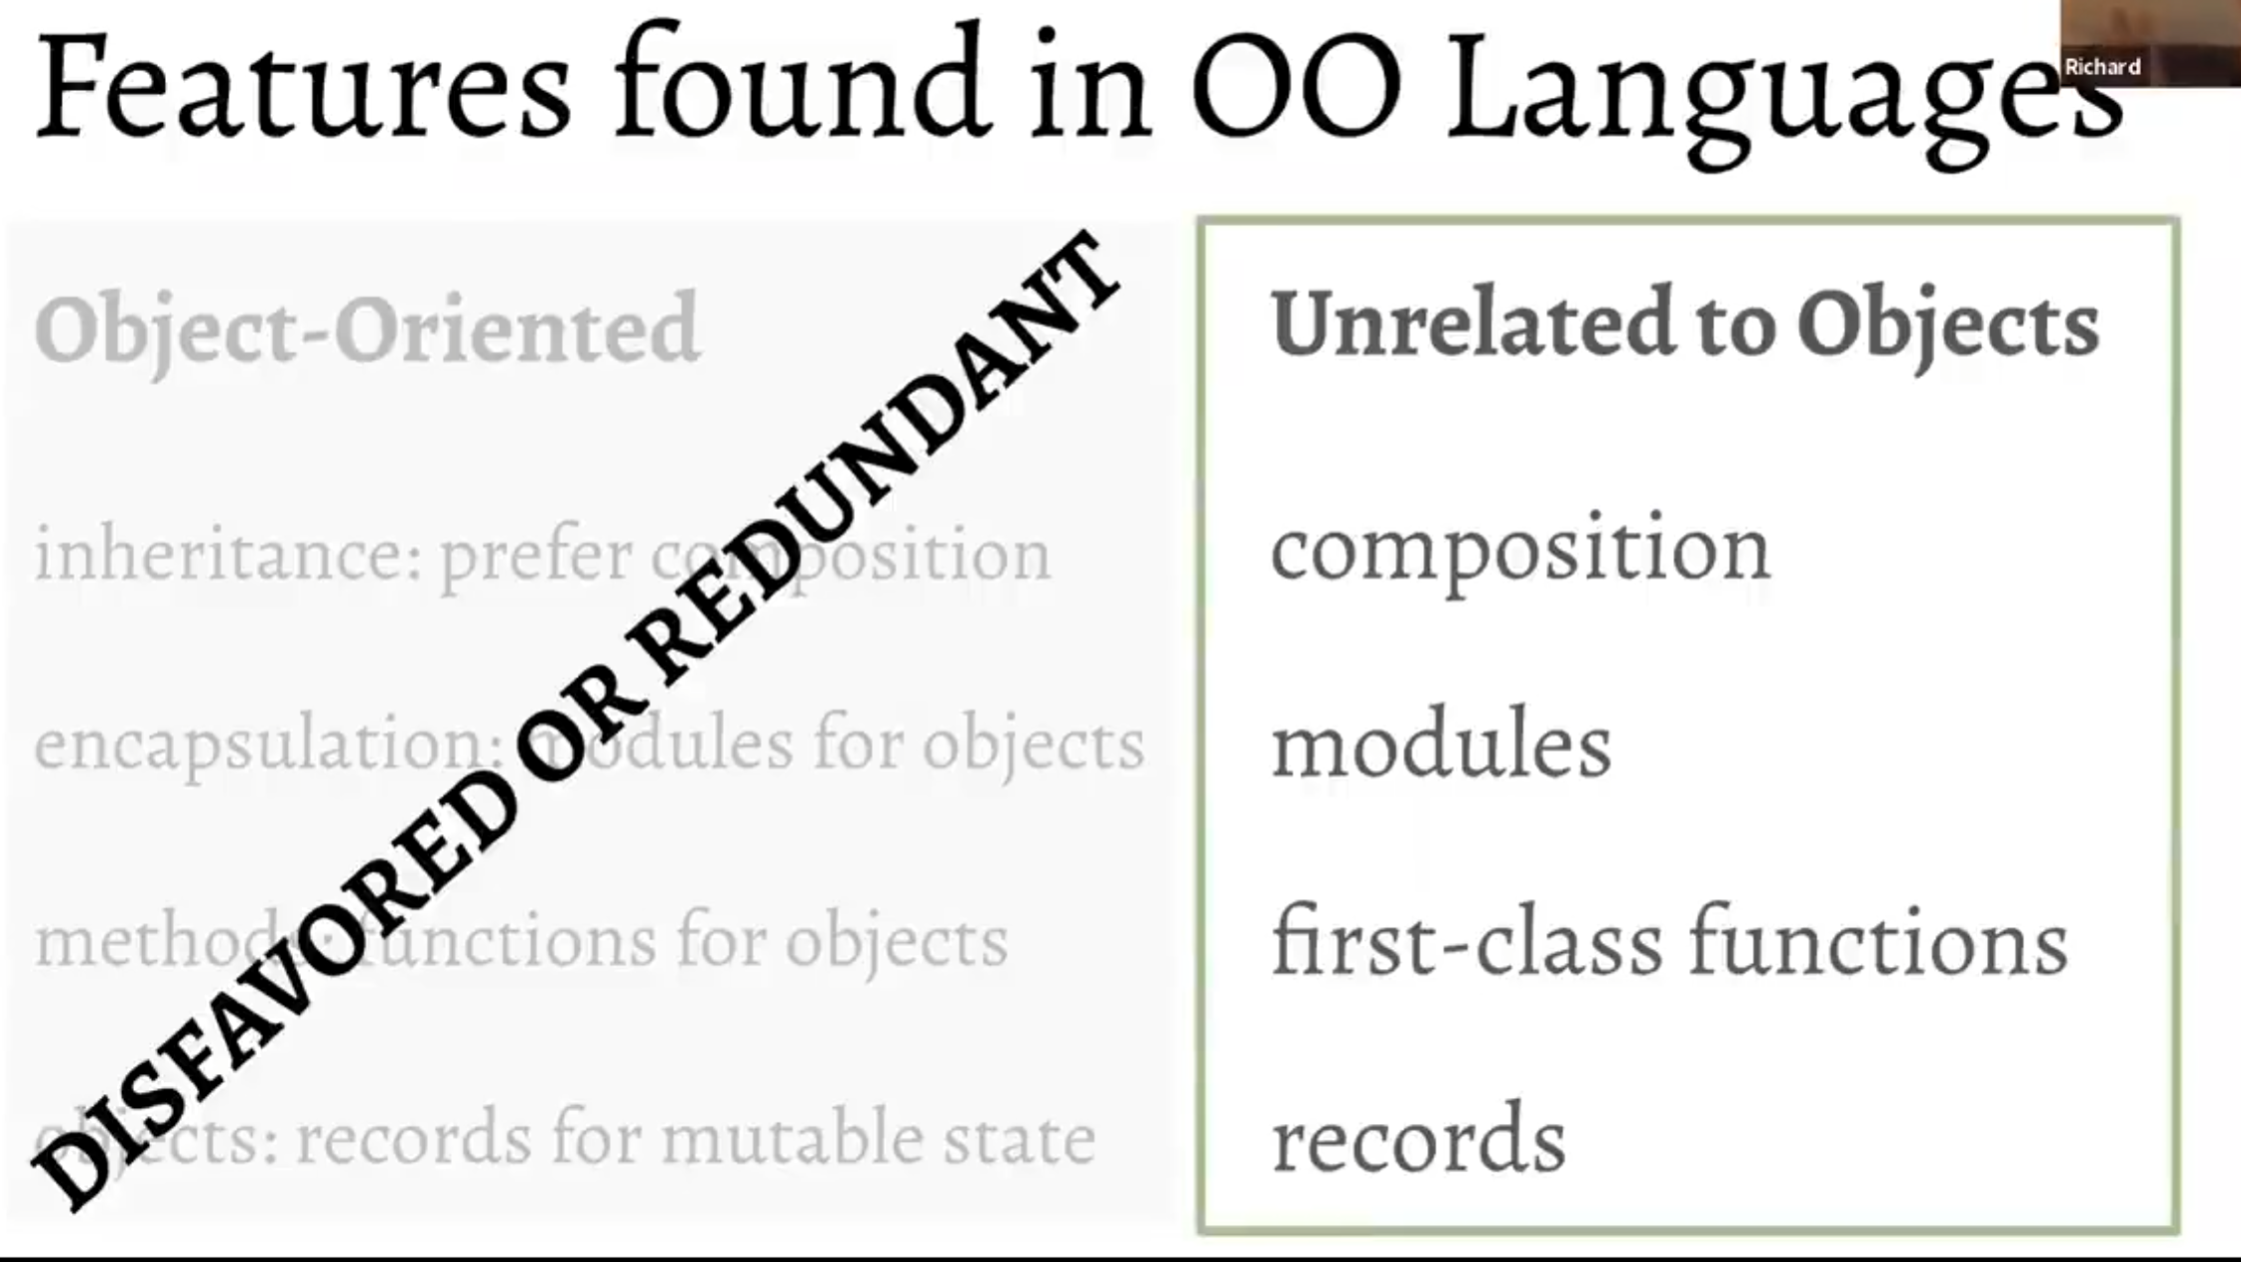 Features found in OO Languages
Richard
Object-Oriented
inheritance: prefer composition
encapsulation: modules for objects
methods: functions for objects
objects: records for mutable state
DISFAVORED OR REDUNDANT
Unrelated to Objects
composition
modules
first-class functions
records